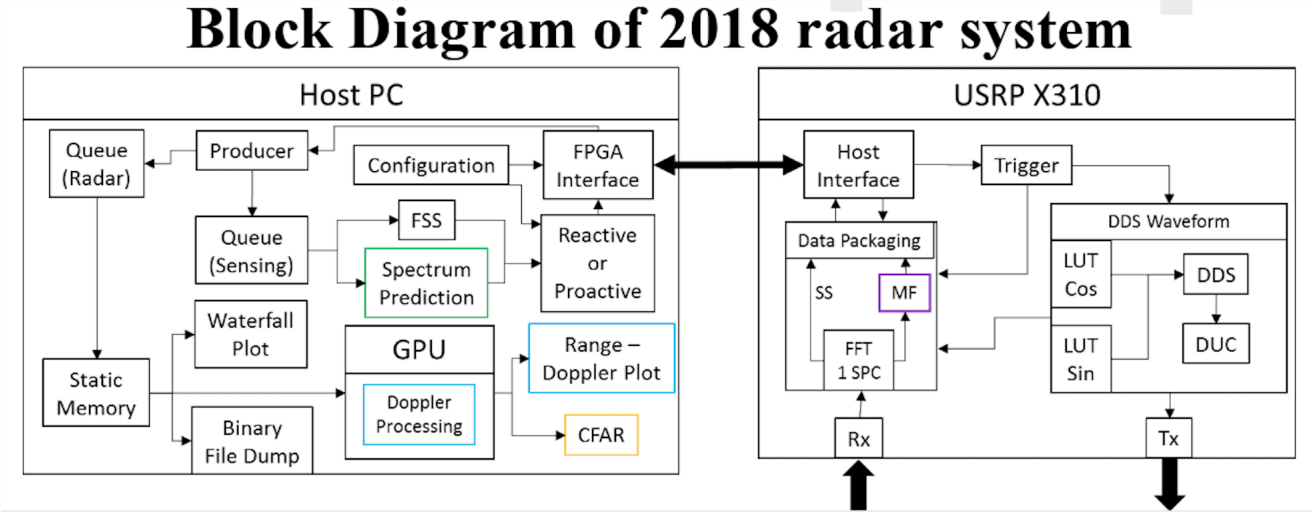 Block Diagram of 2018 radar system
Host PC
Queue
(Radar)
Producer
Configuration
FPGA
Interface
Queue
(Sensing)
FSS
Spectrum
Prediction
Reactive
or
Proactive
Waterfall
Plot
GPU
Range –
Doppler Plot
Static
Memory
Doppler
Processing
Binary
File Dump
CFAR
USRP X310
Host
Interface
Trigger
Data Packaging
DDS Waveform
SS
MF
LUT
Cos
DDS
FFT
1 SPC
LUT
Sin
DUC
Rx
Tx